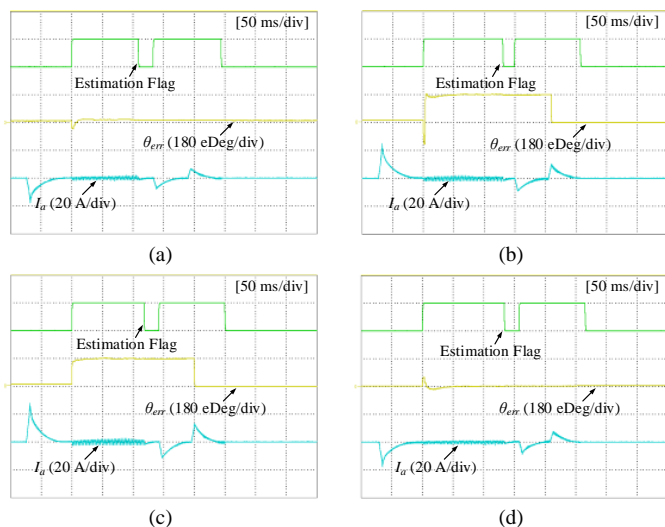 [50 ms/div]
Estimation Flag
θerr (180 eDeg/div)
Ia (20 A/div)
(a)
[50 ms/div]
Estimation Flag
θerr (180 eDeg/div)
Ia (20 A/div)
(b)
[50 ms/div]
Estimation Flag
θerr (180 eDeg/div)
Ia (20 A/div)
(c)
[50 ms/div]
Estimation Flag
θerr (180 eDeg/div)
Ia (20 A/div)
(d)